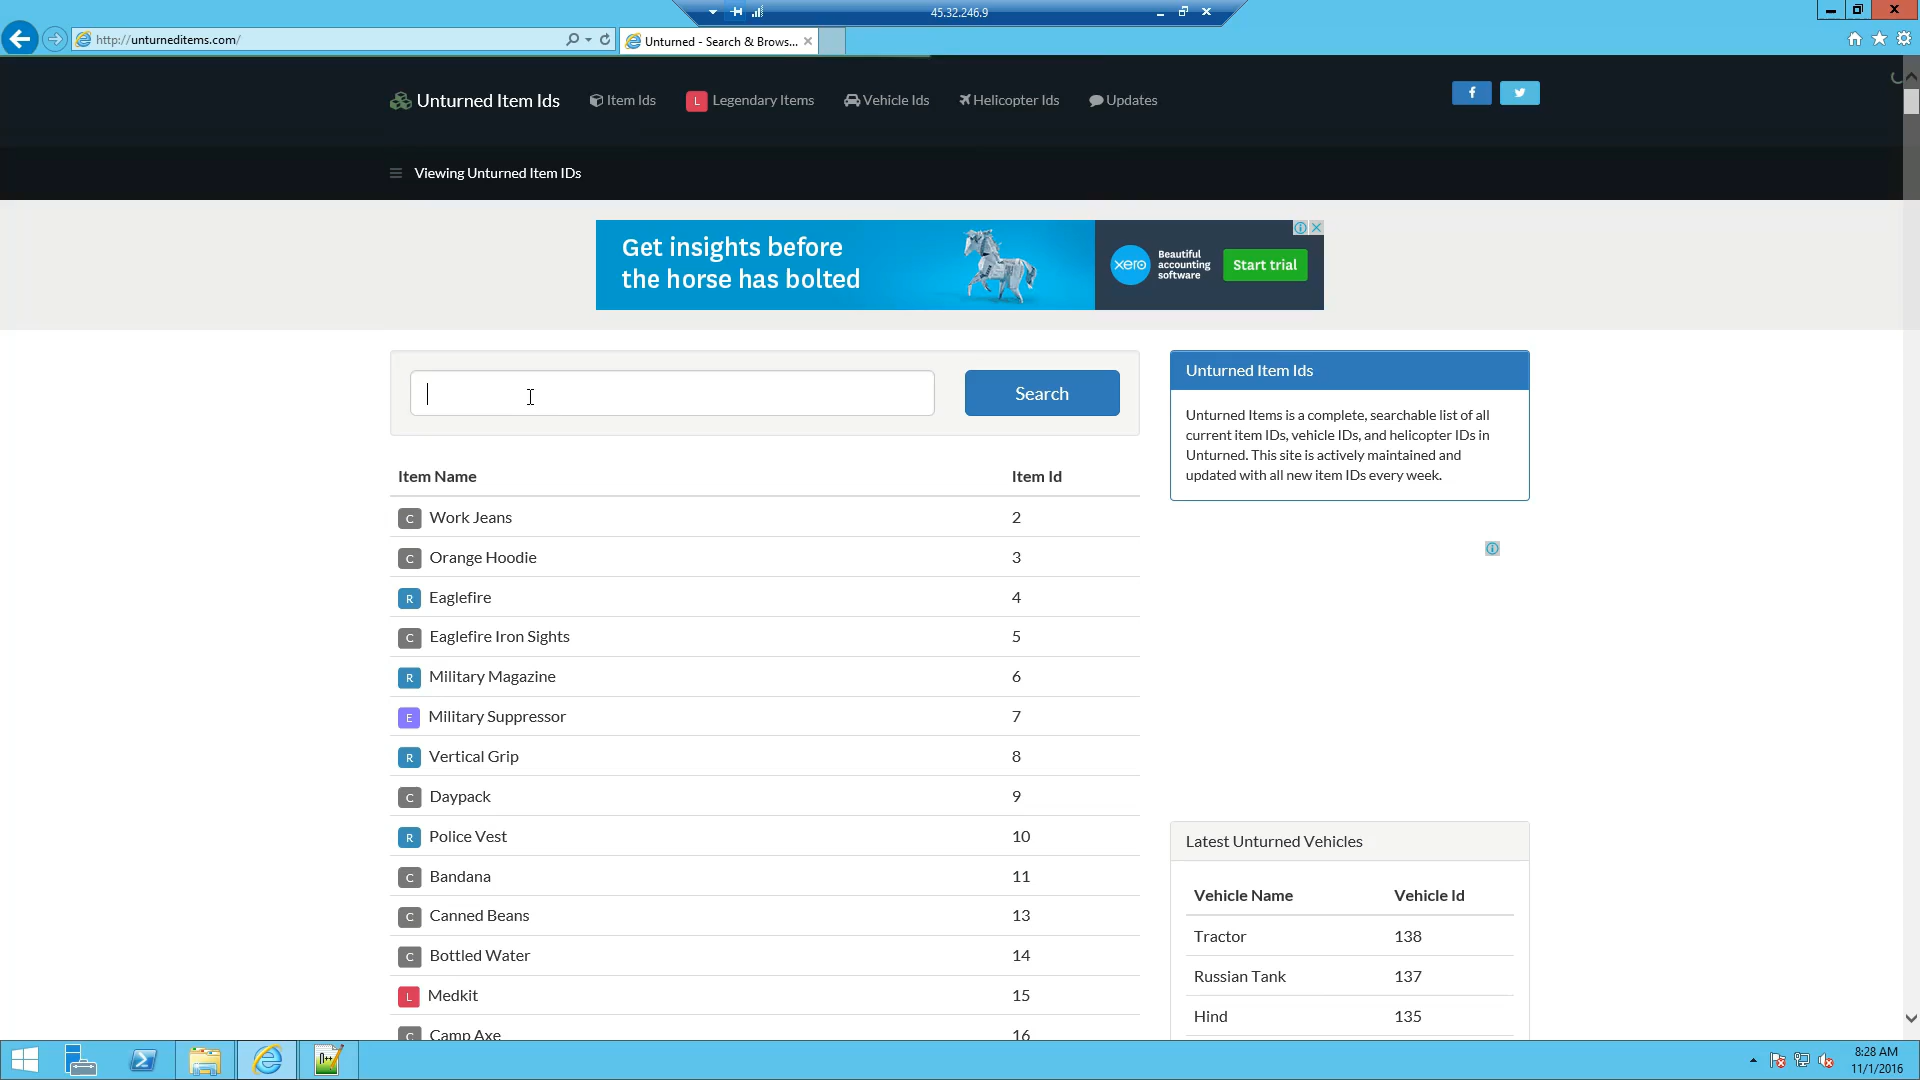 45.32.246.9
http://unturneditems.com/
Unturned - Search & Brows...
Unturned Item Ids
Item Ids
L Legendary Items
Vehicle Ids
Helicopter Ids
Updates
Viewing Unturned Item IDs
Get insights before
the horse has bolted
xero
Beautiful
accounting
software
Start trial
Search
Item Name Item Id
C Work Jeans 2
C Orange Hoodie 3
R Eaglefire 4
C Eaglefire Iron Sights 5
R Military Magazine 6
E Military Suppressor 7
R Vertical Grip 8
C Daypack 9
R Police Vest 10
C Bandana 11
C Canned Beans 13
C Bottled Water 14
L Medkit 15
C Camp Axe 16
Unturned Item Ids
Unturned Items is a complete, searchable list of all
current item IDs, vehicle IDs, and helicopter IDs in
Unturned. This site is actively maintained and
updated with all new item IDs every week.
Latest Unturned Vehicles
Vehicle Name Vehicle Id
Tractor 138
Russian Tank 137
Hind 135
8:28 AM
11/1/2016